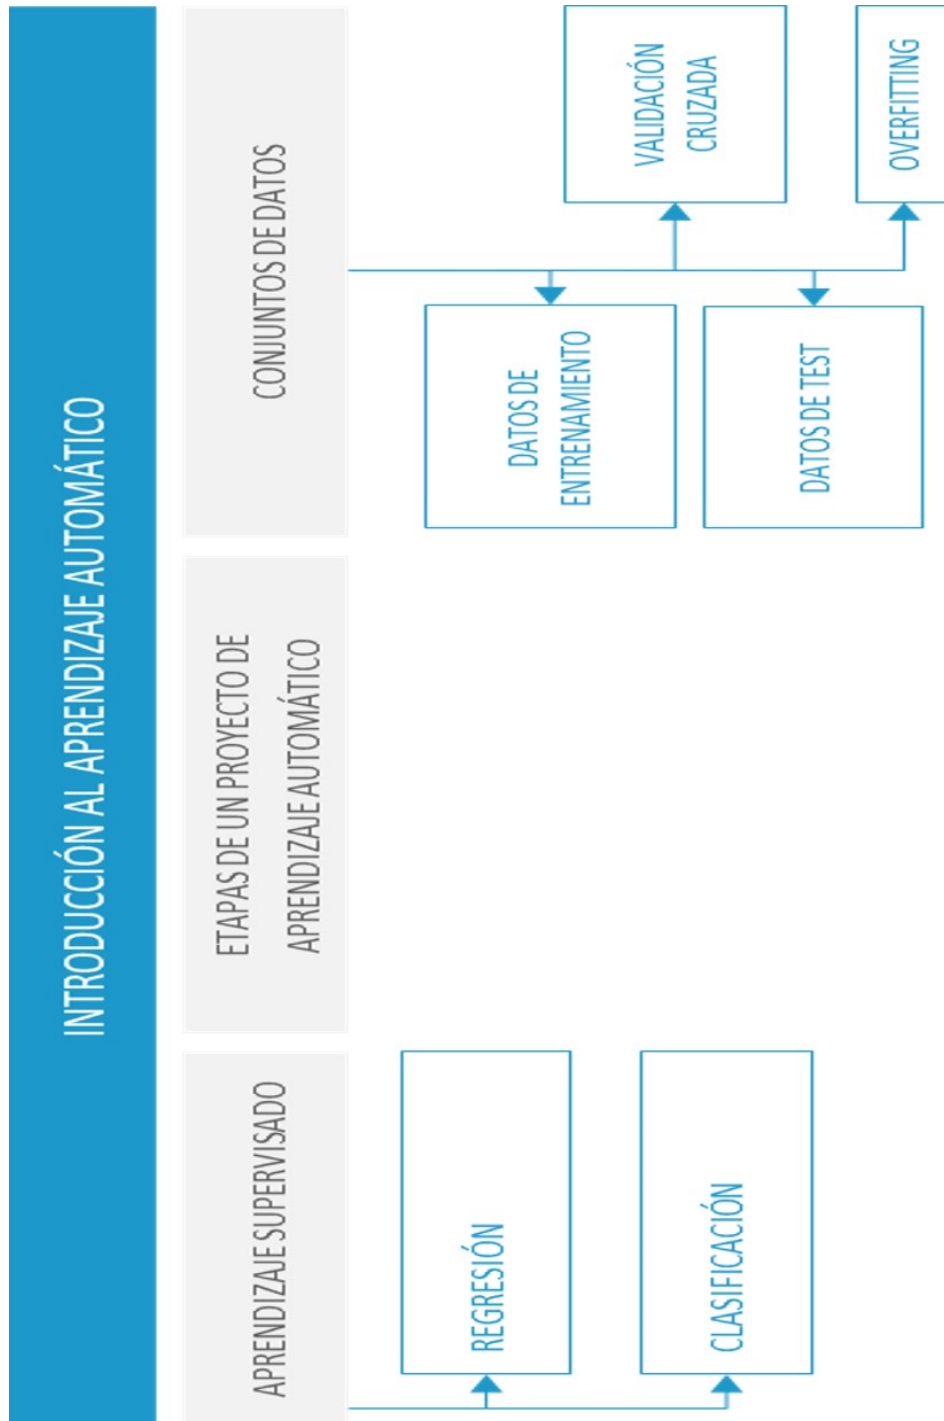 INTRODUCCIÓN AL APRENDIZAJE AUTOMÁTICO
APRENDIZAJE SUPERVISADO
REGRESIÓN
CLASIFICACIÓN
ETAPAS DE UN PROYECTO DE
APRENDIZAJE AUTOMÁTICO
CONJUNTOS DE DATOS
DATOS DE
ENTRENAMIENTO
VALIDACIÓN
CRUZADA
DATOS DE TEST
OVERFITTING